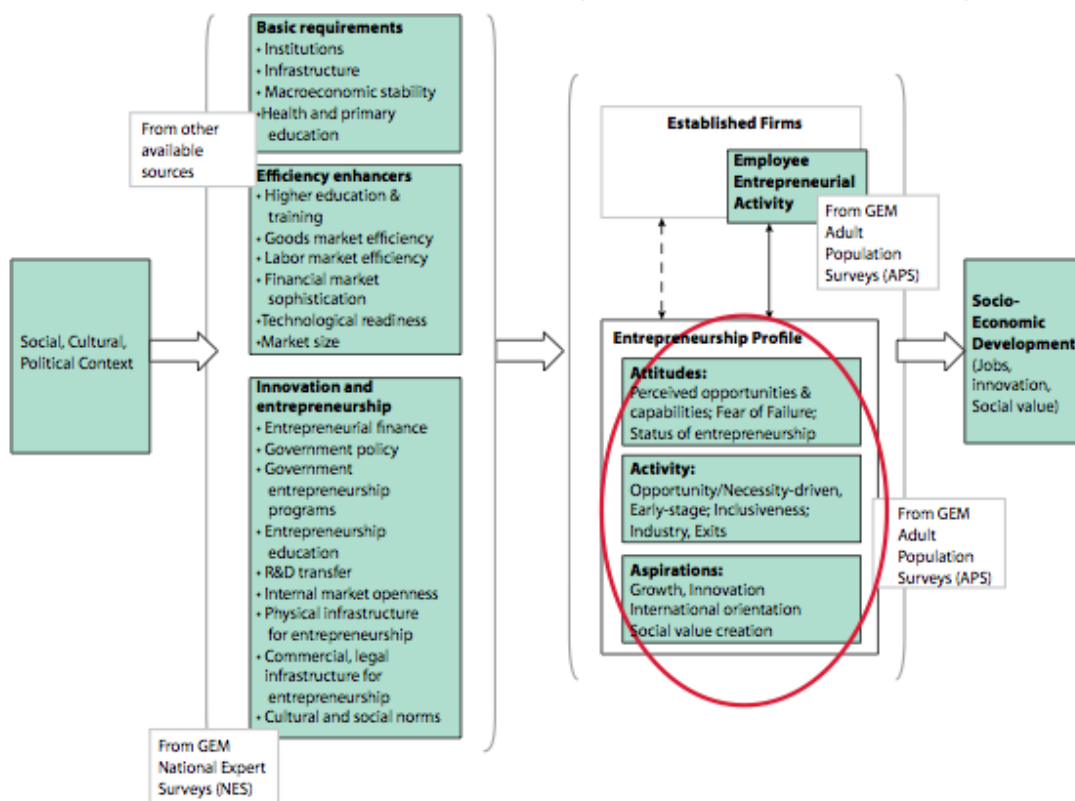 Social, Cultural,
Political Context
From other
available
sources
Basic requirements
• Institutions
• Infrastructure
• Macroeconomic stability
•Health and primary
education
Efficiency enhancers
• Higher education &
training
• Goods market efficiency
• Labor market efficiency
• Financial market
sophistication
•Technological readiness
•Market size
Innovation and
entrepreneurship
• Entrepreneurial finance
• Government policy
• Government
entrepreneurship
programs
• Entrepreneurship
education
• R&D transfer
• Internal market openness
• Physical infrastructure
for entrepreneurship
• Commercial, legal
infrastructure for
entrepreneurship
• Cultural and social norms
From GEM
National Expert
Surveys (NES)
Established Firms
Employee
Entrepreneurial
Activity
From GEM
Adult
Population
Surveys (APS)
Entrepreneurship Profile
Attitudes:
Perceived opportunities &
capabilities; Fear of Failure;
Status of entrepreneurship
Activity:
Opportunity/Necessity-driven,
Early-stage; Inclusiveness;
Industry, Exits
Aspirations:
Growth, Innovation
International orientation
Social value creation
From GEM
Adult
Population
Surveys (APS)
Socio-
Economic
Development
(Jobs,
innovation,
Social value)